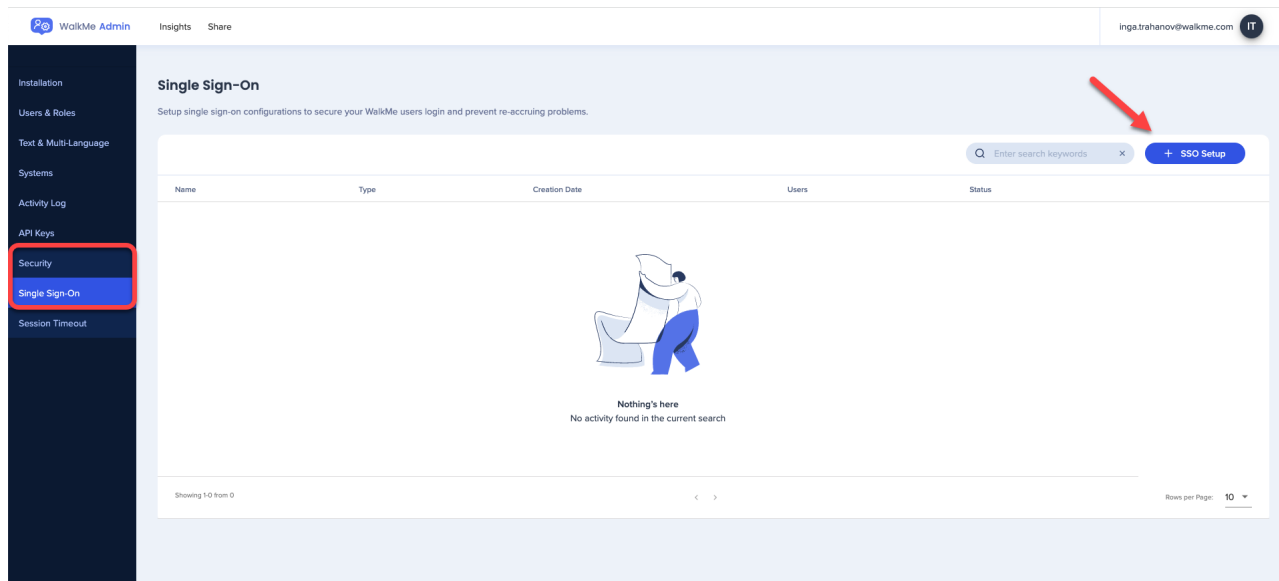 WalkMe Admin
Insights
Share
inga.trahanov@walkme.com
IT
Installation
Users & Roles
Text & Multi-Language
Systems
Activity Log
API Keys
Security
Single Sign-On
Session Timeout
Single Sign-On
Setup single sign-on configurations to secure your WalkMe users login and prevent re-accruing problems.
Enter search keywords
+ SSO Setup
Name
Type
Creation Date
Users
Status
Nothing's here
No activity found in the current search
Showing 1-0 from 0
Rows per Page: 10